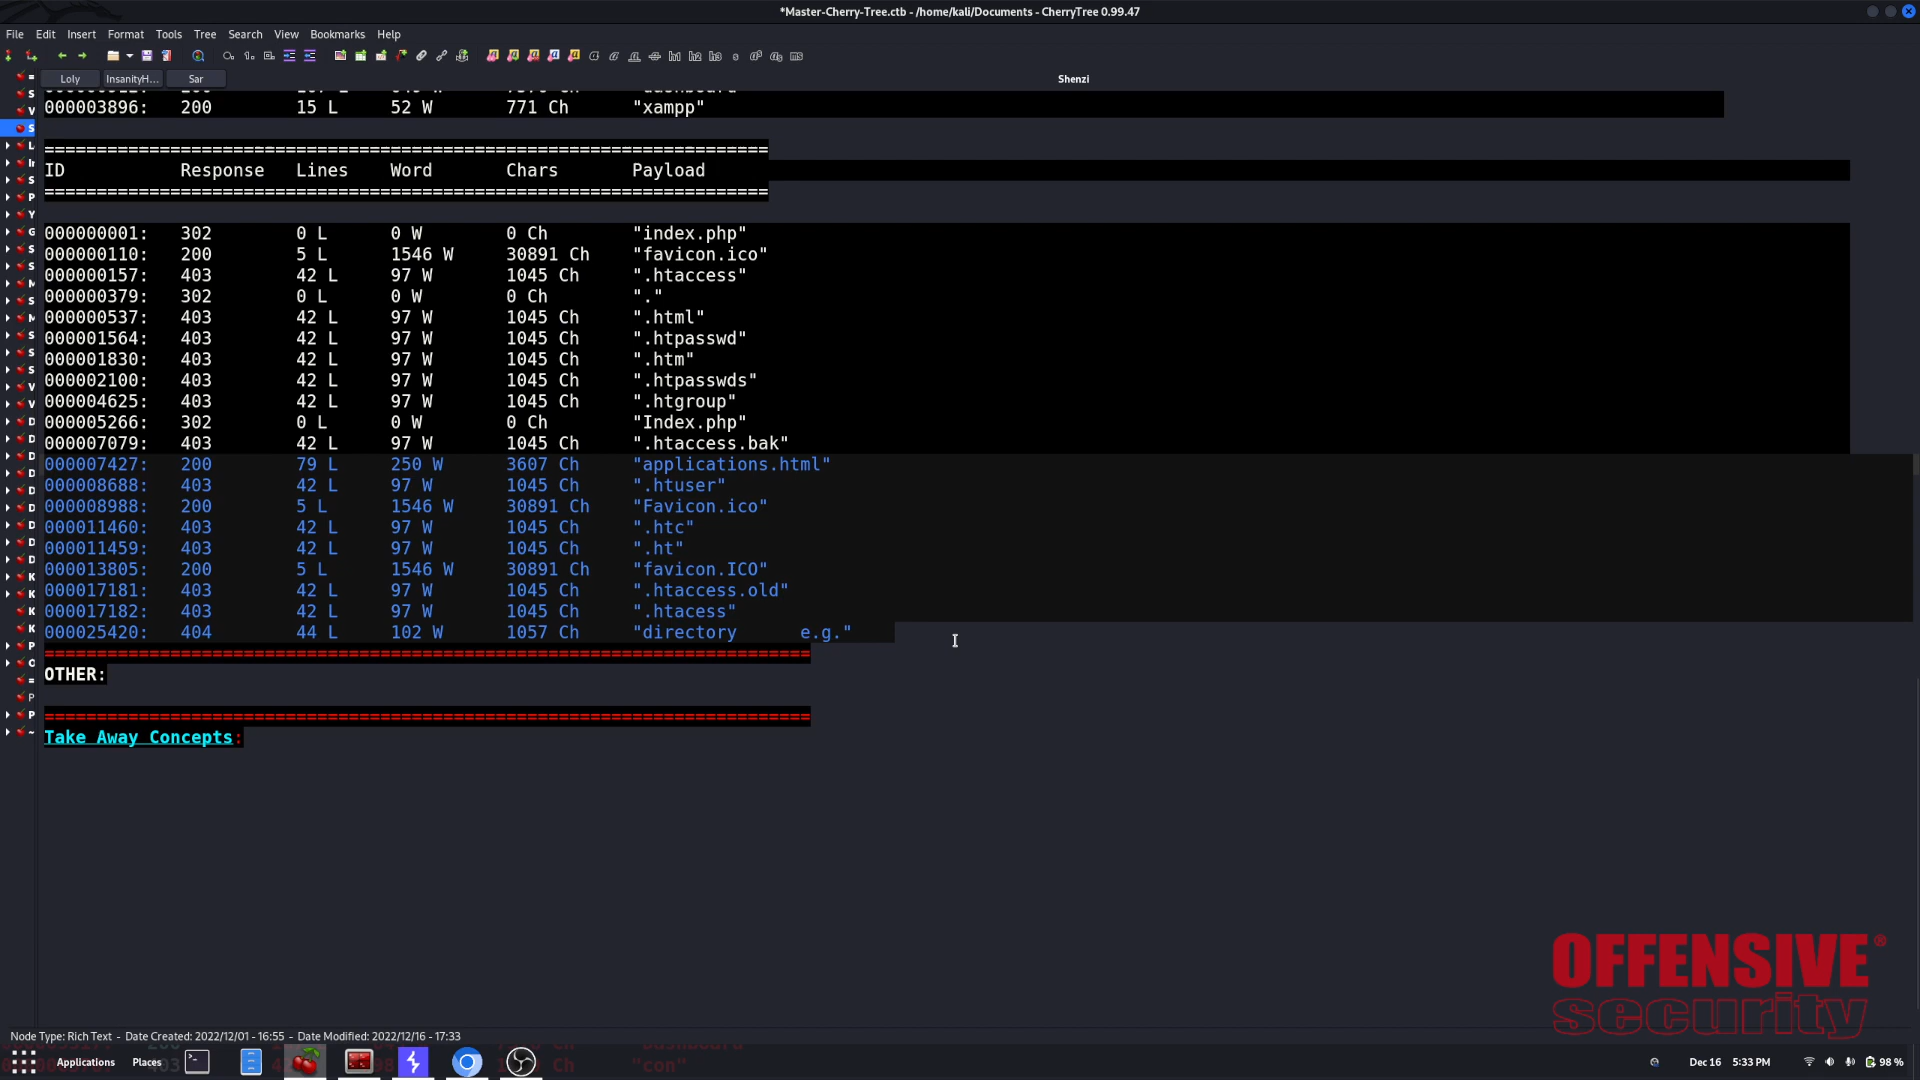 *Master-Cherry-Tree.ctb - /home/kali/Documents - CherryTree 0.99.47
File Edit Insert Format Tools Tree Search View Bookmarks Help
Loly InsanityH... Sar Shenzi
000003896: 200 15 L 52 W 771 Ch "xampp"
=====================================================================
ID Response Lines Word Chars Payload
=====================================================================
000000001: 302 0 L 0 W 0 Ch "index.php"
000000110: 200 5 L 1546 W 30891 Ch "favicon.ico"
000000157: 403 42 L 97 W 1045 Ch ".htaccess"
000000379: 302 0 L 0 W 0 Ch "."
000000537: 403 42 L 97 W 1045 Ch ".html"
000001564: 403 42 L 97 W 1045 Ch ".htpasswd"
000001830: 403 42 L 97 W 1045 Ch ".htm"
000002100: 403 42 L 97 W 1045 Ch ".htpasswds"
000004625: 403 42 L 97 W 1045 Ch ".htgroup"
000005266: 302 0 L 0 W 0 Ch "Index.php"
000007079: 403 42 L 97 W 1045 Ch ".htaccess.bak"
000007427: 200 79 L 250 W 3607 Ch "applications.html"
000008688: 403 42 L 97 W 1045 Ch ".htuser"
000008988: 200 5 L 1546 W 30891 Ch "Favicon.ico"
000011460: 403 42 L 97 W 1045 Ch ".htc"
000011459: 403 42 L 97 W 1045 Ch ".ht"
000013805: 200 5 L 1546 W 30891 Ch "favicon.ICO"
000017181: 403 42 L 97 W 1045 Ch ".htaccess.old"
000017182: 403 42 L 97 W 1045 Ch ".htacess"
000025420: 404 44 L 102 W 1057 Ch "directory e.g."
=========================================================================
OTHER:
=========================================================================
Take Away Concepts:
OFFENSIVE®
security
Node Type: Rich Text - Date Created: 2022/12/01 - 16:55 - Date Modified: 2022/12/16 - 17:33
Applications Places Dec 16 5:33 PM 98 %
"con"